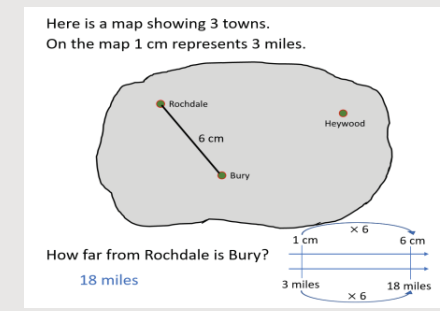 Here is a map showing 3 towns.
On the map 1 cm represents 3 miles.
Rochdale
Heywood
6 cm
Bury
× 6
1 cm
6 cm
How far from Rochdale is Bury?
18 miles
3 miles
18 miles
× 6